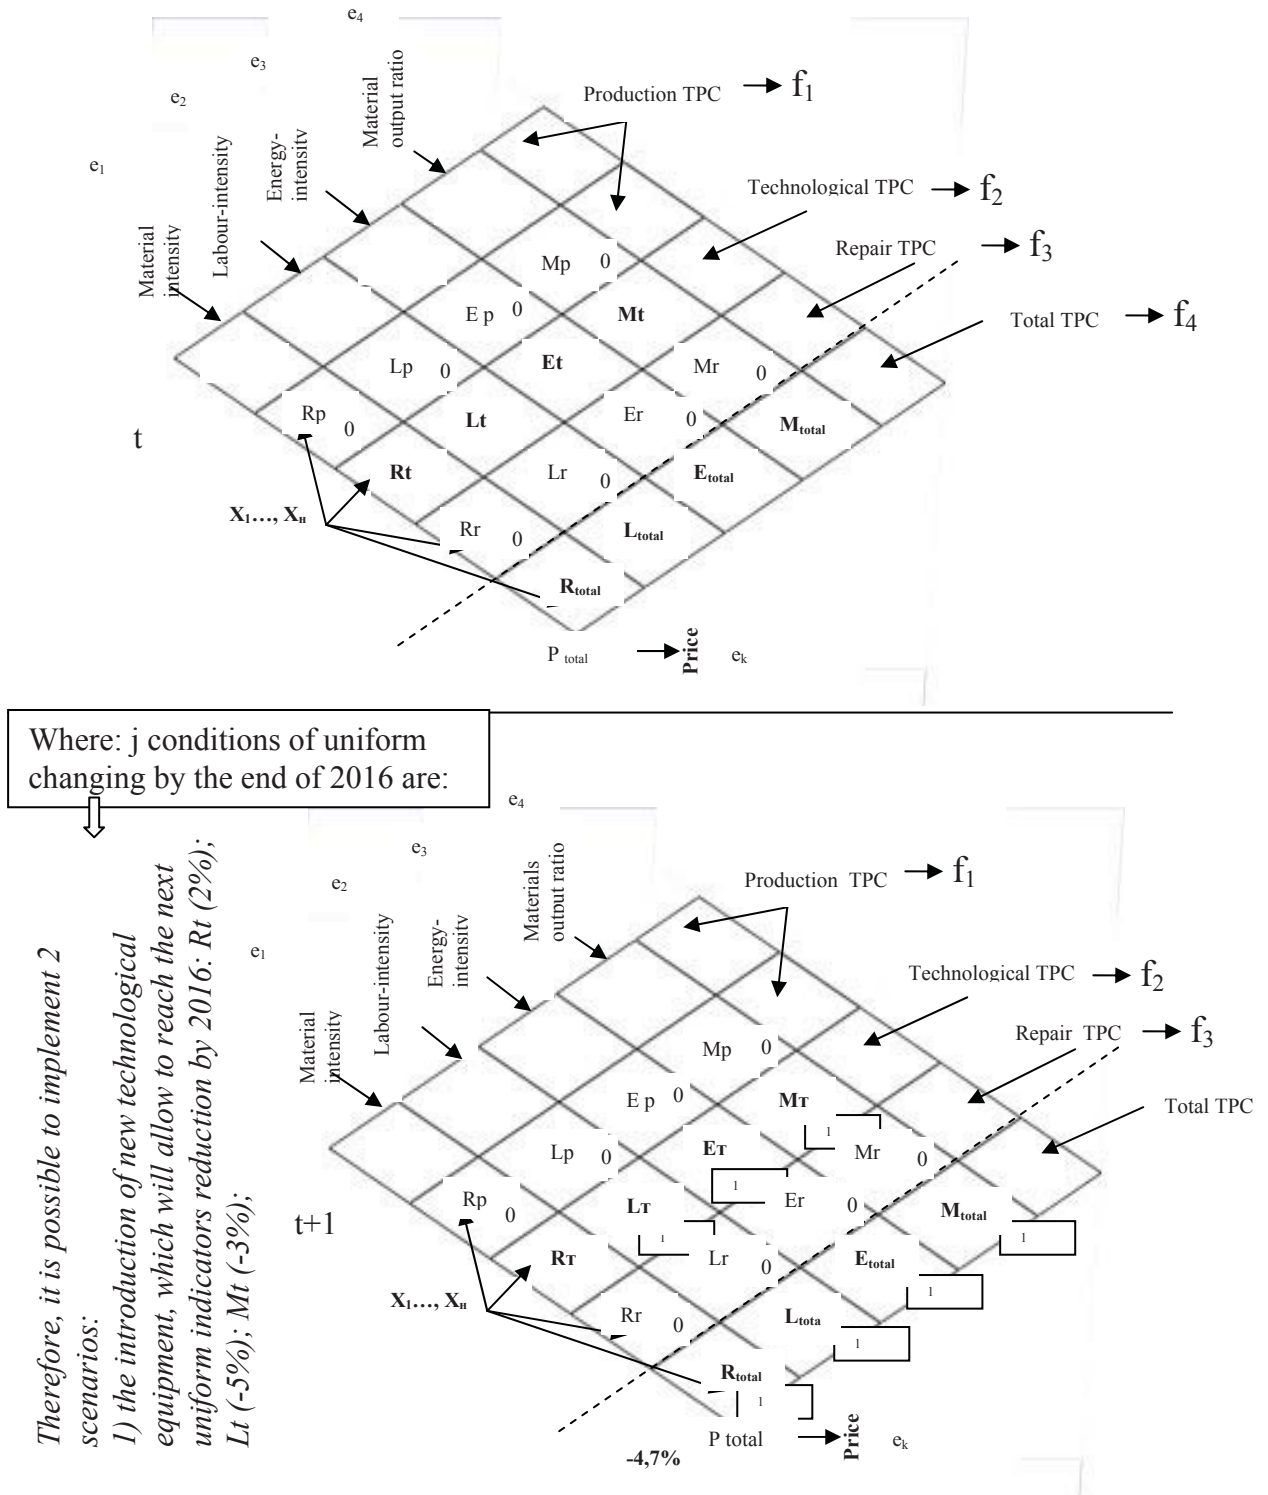 e4
e3
e2
e1
Material
output ratio
Energy-
intensity
Labour-intensity
Material
intensity
Production TPC
f1
Technological TPC
f2
Repair TPC
f3
Total TPC
f4
Mp 0
E p 0
Mt
Lp 0
Et
Mr 0
Rp 0
Lt
Er 0
Mtotal
t
Rt
Lr 0
Etotal
X1…, Xн
Rr 0
Ltotal
Rtotal
P total
Price
ek
Where: j conditions of uniform
changing by the end of 2016 are:
Therefore, it is possible to implement 2
scenarios:
1) the introduction of new technological
equipment, which will allow to reach the next
uniform indicators reduction by 2016: Rt (2%);
Lt (-5%); Mt (-3%);
e4
e3
e2
e1
Materials
output ratio
Energy-
intensity
Labour-intensity
Material
intensity
Production TPC
f1
Technological TPC
f2
Repair TPC
f3
Total TPC
Mp 0
E p 0
Mт
1
Lp 0
Eт
1
Mr 0
Rp 0
Lт
1
Er 0
Mtotal
1
t+1
Rт
Lr 0
Etotal
1
X1…, Xн
Rr 0
Ltota
1
Rtotal
1
P total
Price
ek
-4,7%